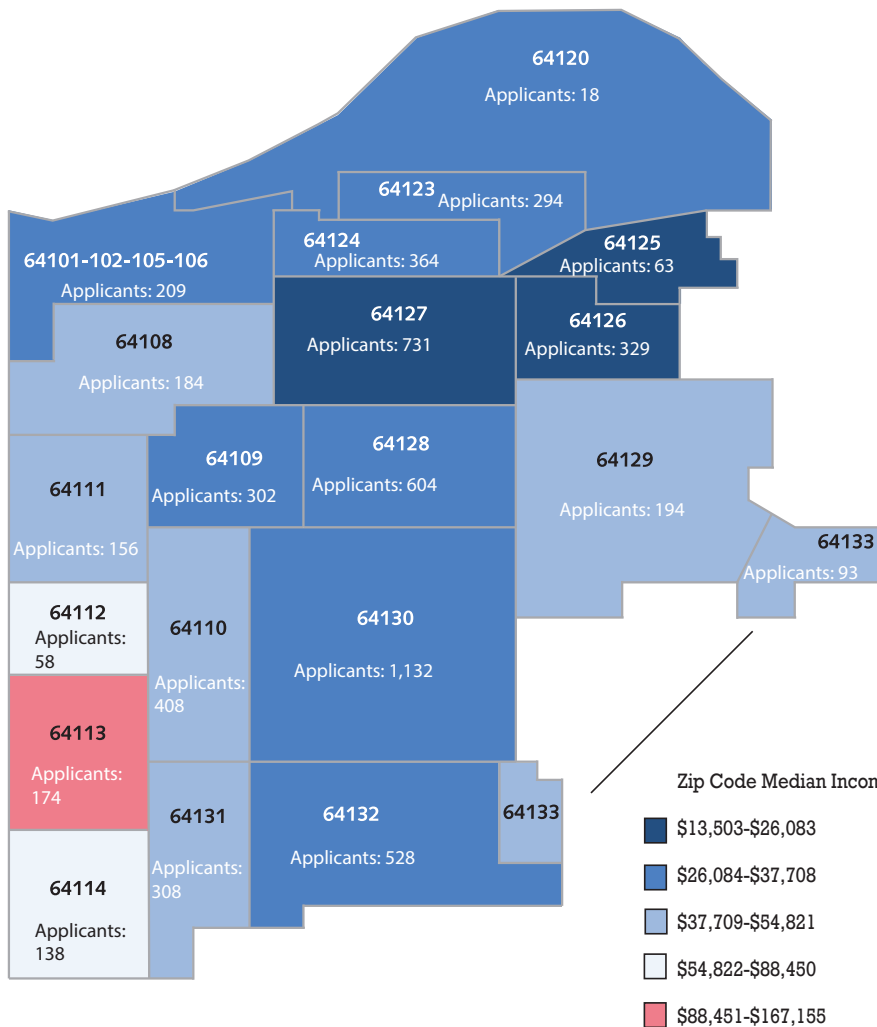 64120
Applicants: 18
64123
Applicants: 294
64124
Applicants: 364
64125
Applicants: 63
64101-102-105-106
Applicants: 209
64127
Applicants: 731
64126
Applicants: 329
64108
Applicants: 184
64109
Applicants: 302
64128
Applicants: 604
64129
Applicants: 194
64111
Applicants: 156
64133
Applicants: 93
64112
Applicants:
58
64110
Applicants:
408
64130
Applicants: 1,132
64113
Applicants:
174
64131
Applicants:
308
64132
Applicants: 528
64133
64114
Applicants:
138
Zip Code Median Incom
$13,503-$26,083
$26,084-$37,708
$37,709-$54,821
$54,822-$88,450
$88,451-$167,155